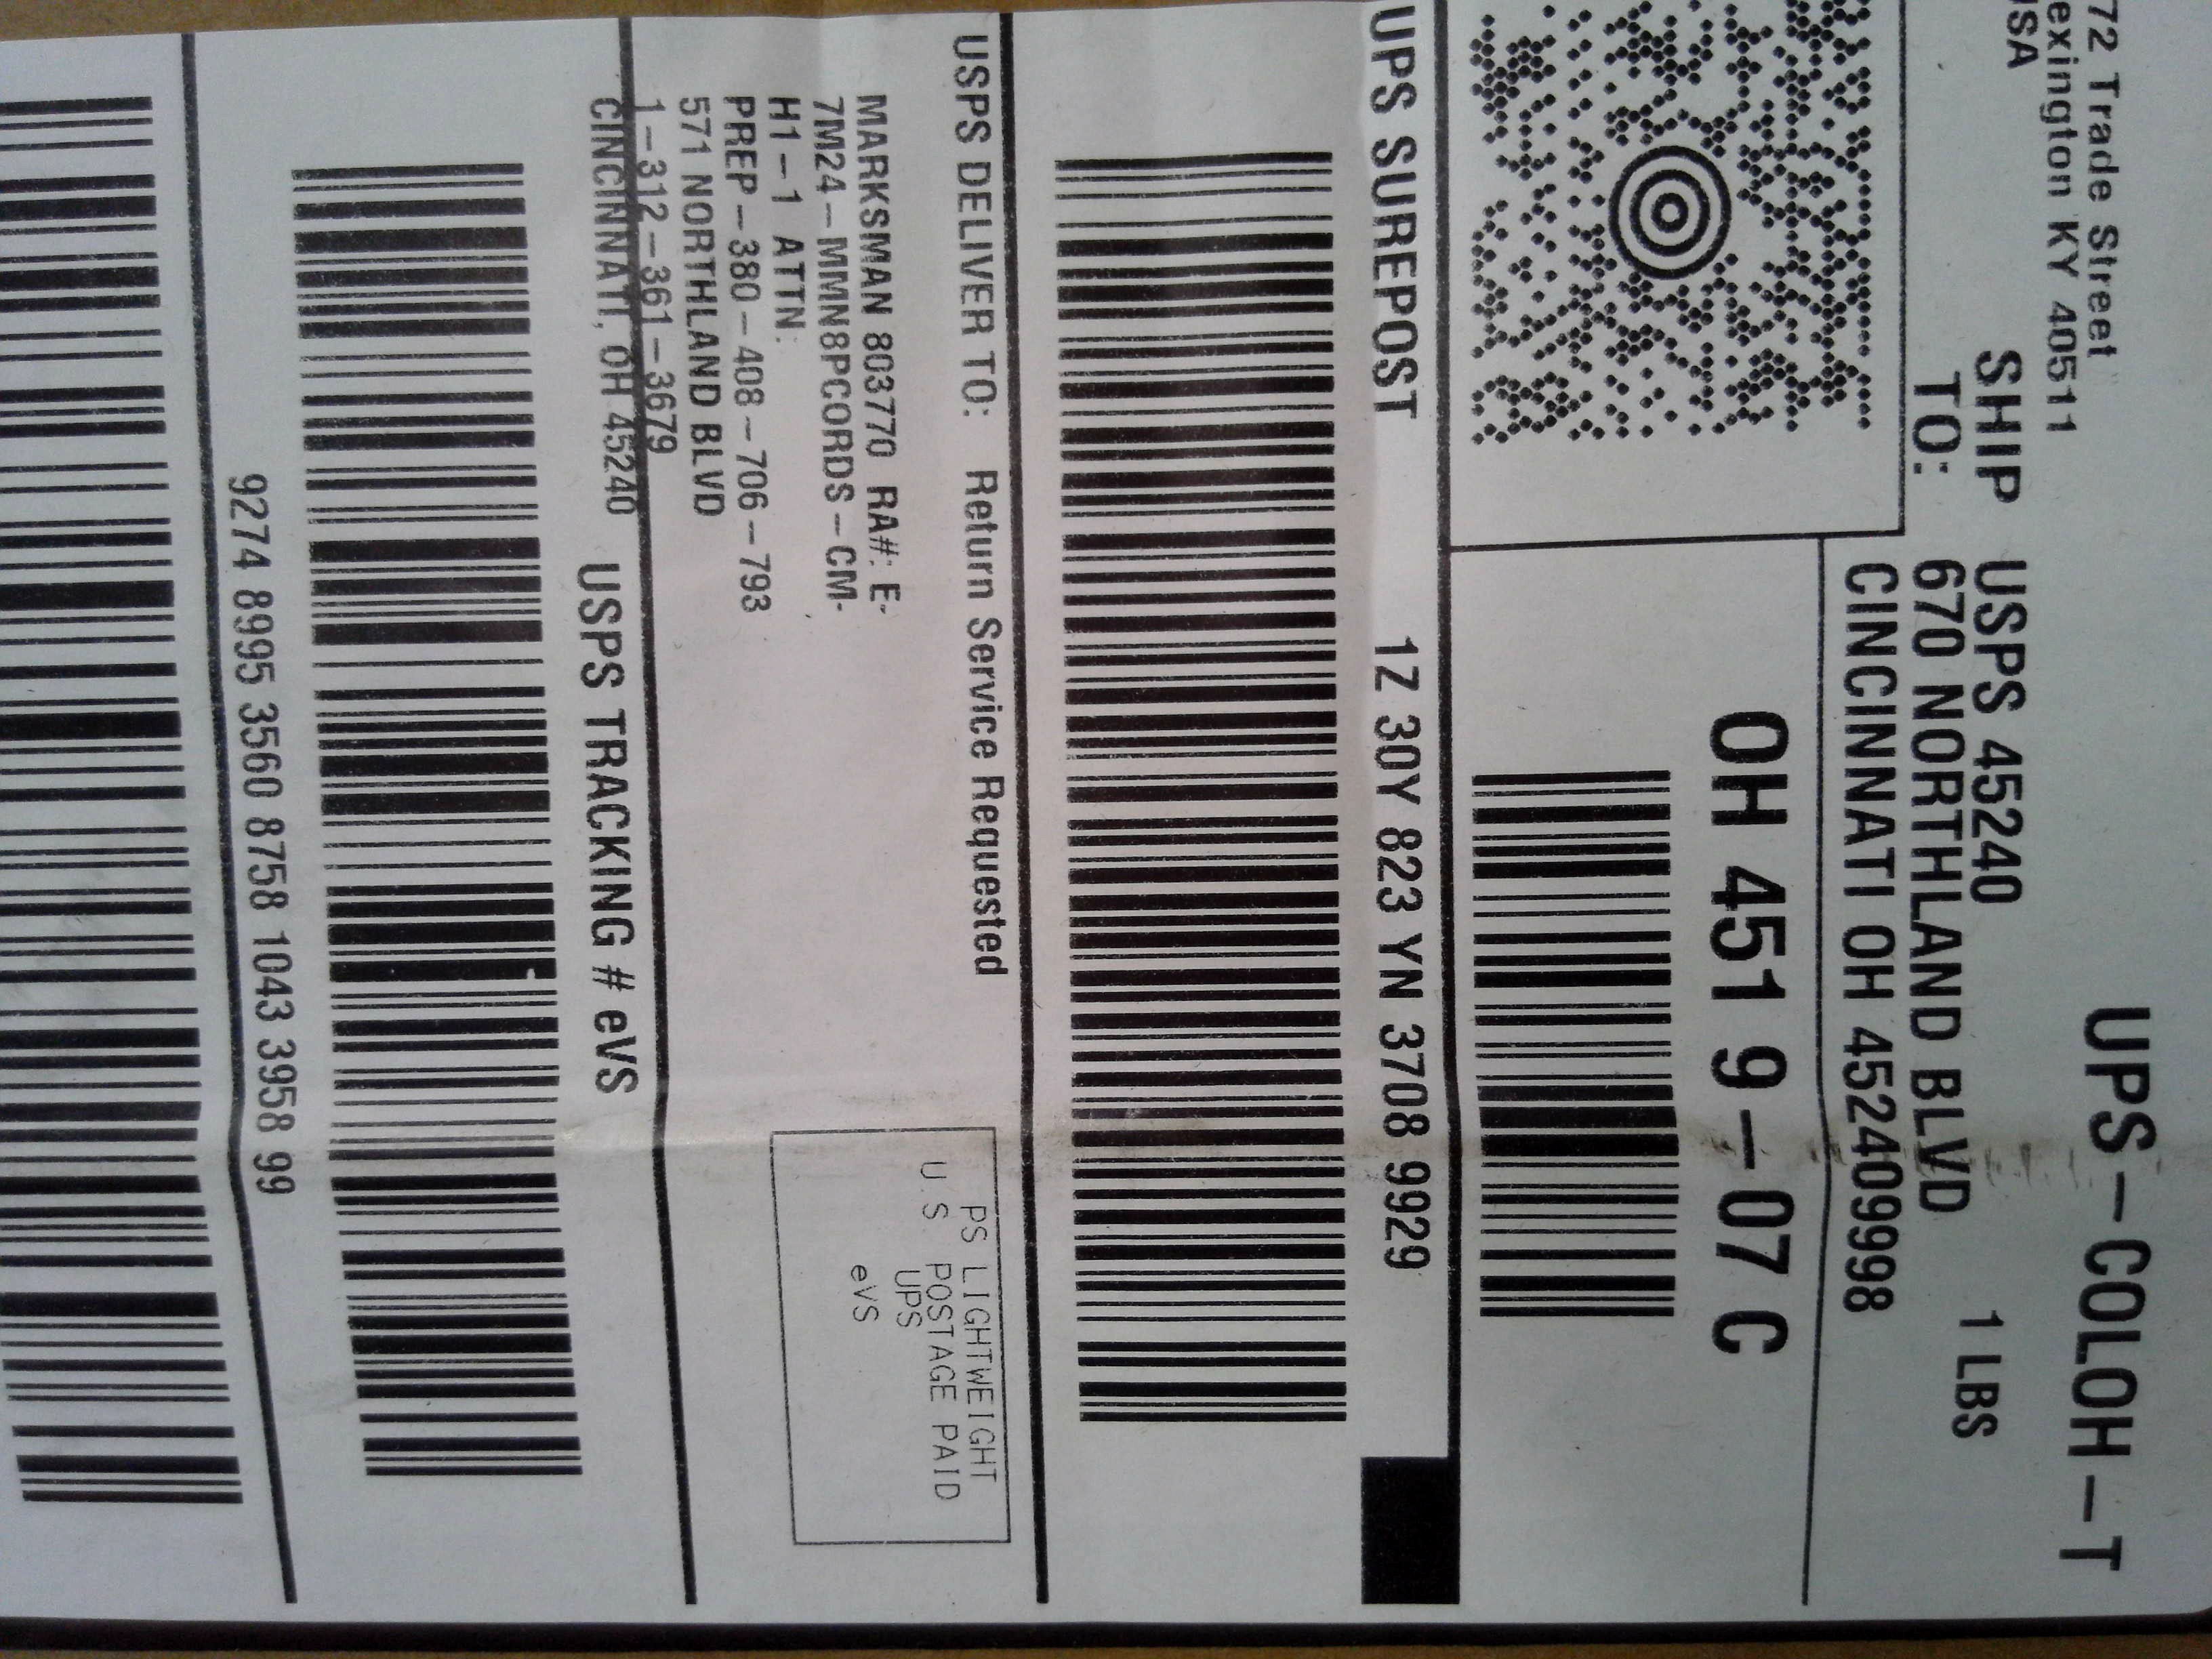 72 Trade Street
exington KY 40511
USA
UPS-COLOH-T
1 LBS
SHIP
TO:
USPS 45240
670 NORTHLAND BLVD
CINCINNATI OH 452409998
OH 451 9-07 C
UPS SUREPOST
1Z 30Y 823 YN 3708 9929
USPS DELIVER TO: Return Service Requested
MARKSMAN 803770 RA#: E-
7M24-MMN8PCORDS-CM-
H1-1 ATTN:
PREP-380-408-706-793
571 NORTHLAND BLVD
1-312-361-3679
CINCINNATI, OH 45240
PS LIGHTWEIGHT
U S POSTAGE PAID
UPS
eVS
USPS TRACKING # eVS
9274 8995 3560 8758 1043 3958 99